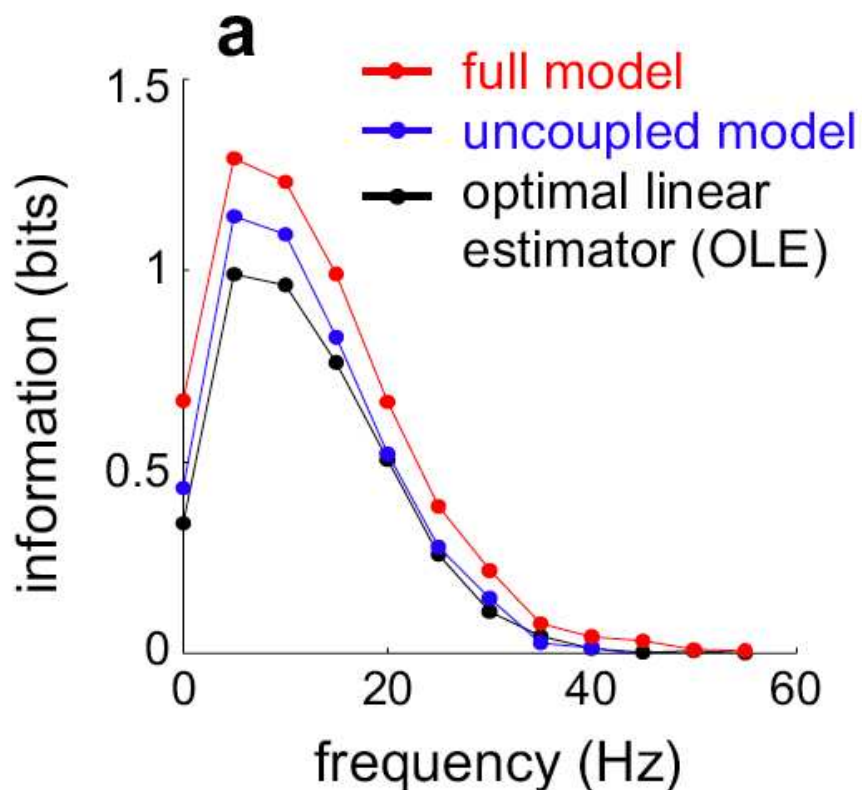 a
full model
uncoupled model
optimal linear
estimator (OLE)
information (bits)
1.5
1
0.5
0
0 20 40 60
frequency (Hz)